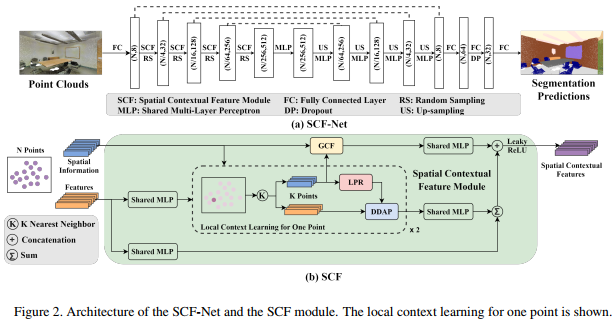 FC SCF RS SCF RS SCF RS SCF RS MLP US MLP US MLP US MLP US MLP FC FC DP FC
(N,8) (N/4,32) (N/16,128) (N/64,256) (N/256,512) (N/256,512) (N/64,256) (N/16,128) (N/4,32) (N,8) (N,64) (N,32)
Point Clouds
Segmentation
Predictions
SCF: Spatial Contextual Feature Module FC: Fully Connected Layer RS: Random Sampling
MLP: Shared Multi-Layer Perceptron DP: Dropout US: Up-sampling
(a) SCF-Net
N Points
Spatial
Information
Features
GCF
Shared MLP
+
Leaky
ReLU
Spatial Contextual
Features
Spatial Contextual
Feature Module
Shared MLP
K
K Points
LPR
DDAP
Shared MLP
Σ
Local Context Learning for One Point
x 2
Shared MLP
K K Nearest Neighbor
+ Concatenation
Σ Sum
(b) SCF
Figure 2. Architecture of the SCF-Net and the SCF module. The local context learning for one point is shown.